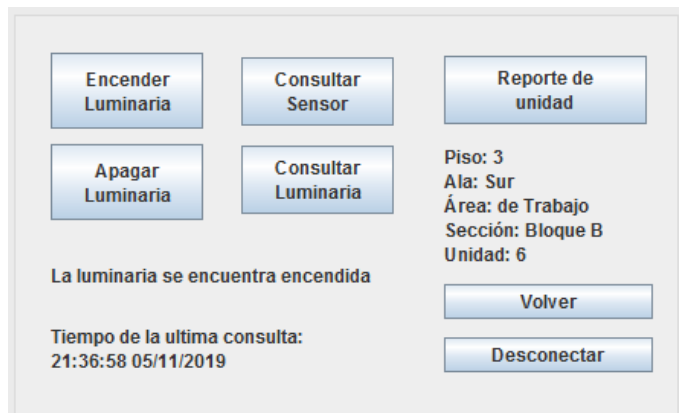 Encender
Luminaria
Consultar
Sensor
Reporte de
unidad
Apagar
Luminaria
Consultar
Luminaria
Piso: 3
Ala: Sur
Área: de Trabajo
Sección: Bloque B
Unidad: 6
La luminaria se encuentra encendida
Volver
Tiempo de la ultima consulta:
21:36:58 05/11/2019
Desconectar